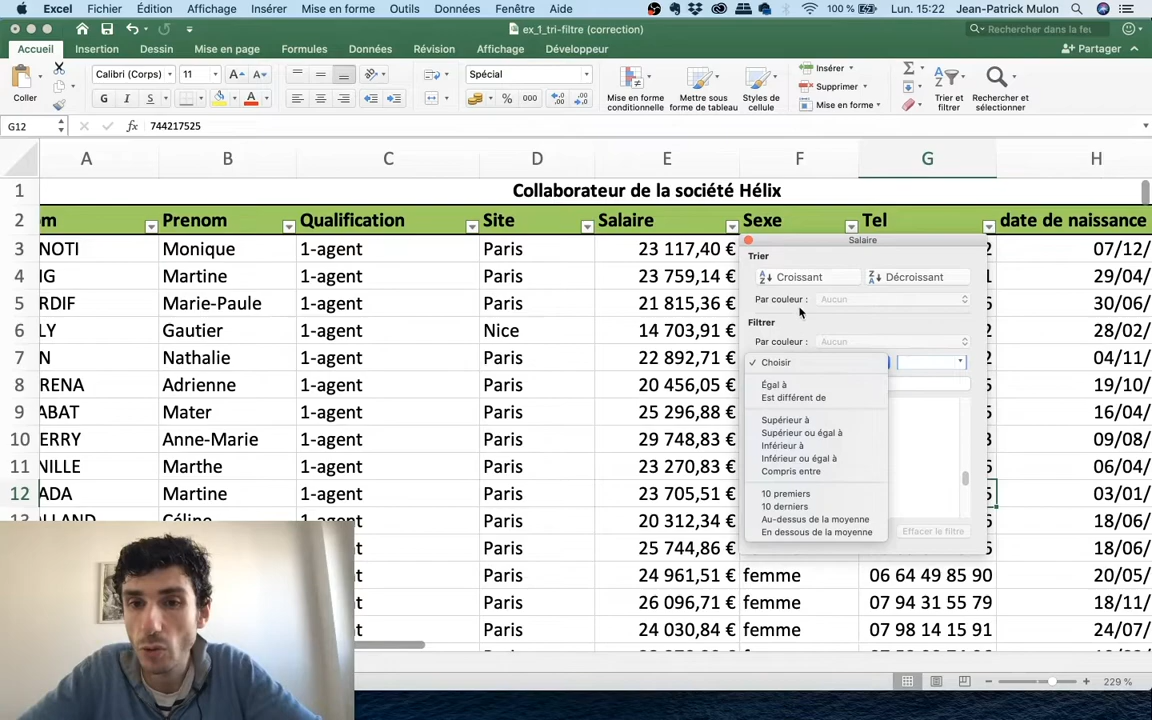 Excel Fichier Édition Affichage Insérer Mise en forme Outils Données Fenêtre Aide 100 % Lun. 15:22 Jean-Patrick Mulon
ex_1_tri-filtre (correction) Rechercher dans
Accueil Insertion Dessin Mise en page Formules Données Révision Affichage Développeur Partager
Coller Calibri (Corps) 11 Spécial Mise en forme conditionnelle Mettre sous forme de tableau Styles de cellule Insérer Supprimer Mise en forme Trier et filtrer Rechercher et sélectionner
G12 fx 744217525
A B C D E F G H
1 Collaborateur de la société Hélix
2 Prenom Qualification Site Salaire Sexe Tel date de naissance
3 NOTI Monique 1-agent Paris 23 117,40 € 07/12/
4 Martine 1-agent Paris 23 759,14 € 29/04/
5 RDIF Marie-Paule 1-agent Paris 21 815,36 € 30/06/
6 LY Gautier 1-agent Nice 14 703,91 € 28/02/
7 Nathalie 1-agent Paris 22 892,71 € 04/11/
8 RENA Adrienne 1-agent Paris 20 456,05 € 19/10/
9 ABAT Mater 1-agent Paris 25 296,88 € 16/04/
10 ERRY Anne-Marie 1-agent Paris 29 748,83 € 09/08/
11 NILLE Marthe 1-agent Paris 23 270,83 € 06/04/
12 ADA Martine 1-agent Paris 23 705,51 € 03/01/
13 LLAND Céline 1-agent Paris 20 312,34 € 18/06/
Paris 25 744,86 € 18/06/
Paris 24 961,51 € femme 06 64 49 85 90 20/05/
Paris 26 096,71 € femme 07 94 31 55 79 18/11/
Paris 24 030,84 € femme 07 98 14 15 91 24/07/
Salaire
Trier
Croissant Décroissant
Par couleur : Aucun
Filtrer
Par couleur : Aucun
Choisir
Égal à
Est différent de
Supérieur à
Supérieur ou égal à
Inférieur à
Inférieur ou égal à
Compris entre
10 premiers
10 derniers
Au-dessus de la moyenne
En dessous de la moyenne
Effacer le filtre
229 %